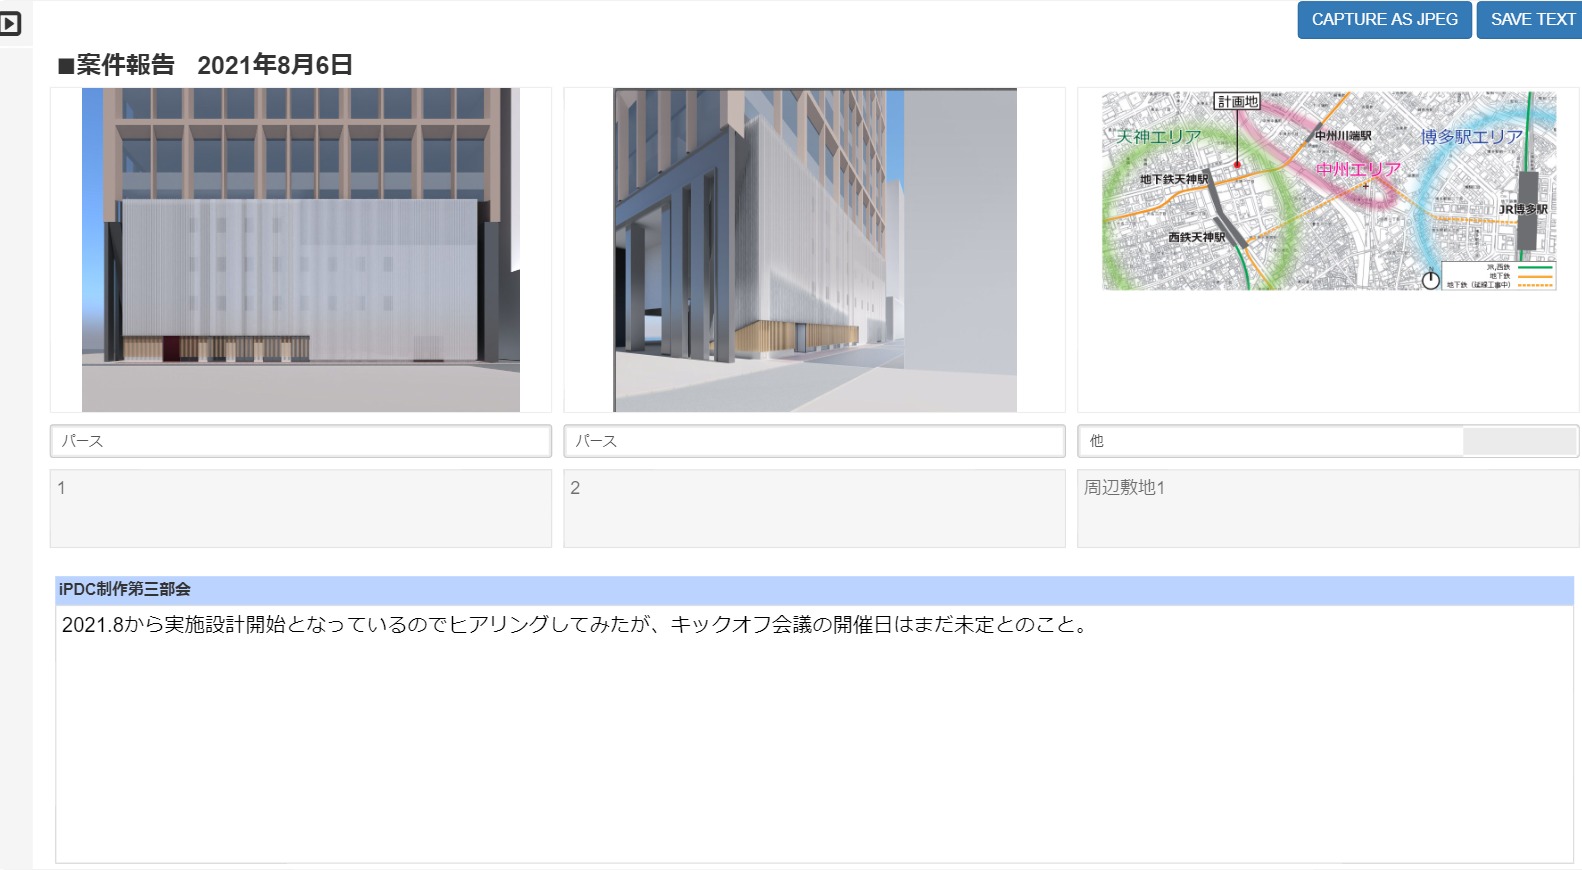 CAPTURE AS JPEG
SAVE TEXT
■案件報告 2021年8月6日
計画地
天神エリア
中州川端駅
博多駅エリア
中州エリア
地下鉄天神駅
JR博多駅
西鉄天神駅
N
JR,西鉄
地下鉄
地下鉄（延線工事中）
パース
パース
他
1
2
周辺敷地1
iPDC制作第三部会
2021.8から実施設計開始となっているのでヒアリングしてみたが、キックオフ会議の開催日はまだ未定とのこと。